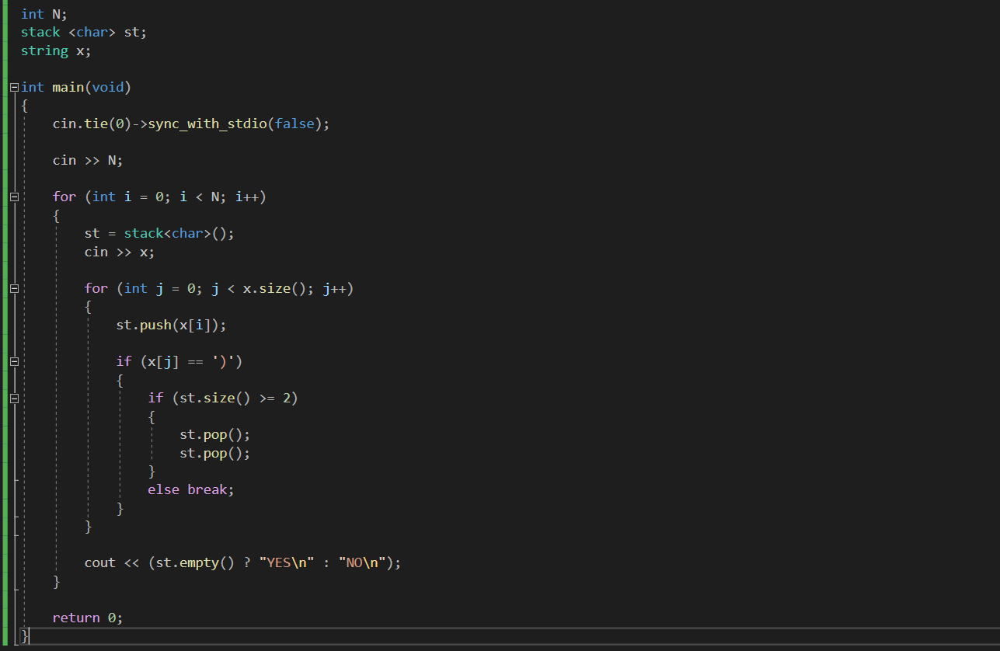 int N;
stack <char> st;
string x;
int main(void)
{
cin.tie(0)->sync_with_stdio(false);
cin >> N;
for (int i = 0; i < N; i++)
{
st = stack<char>();
cin >> x;
for (int j = 0; j < x.size(); j++)
{
st.push(x[i]);
if (x[j] == ')')
{
if (st.size() >= 2)
{
st.pop();
st.pop();
}
else break;
}
}
cout << (st.empty() ? "YES\n" : "NO\n");
}
return 0;
}